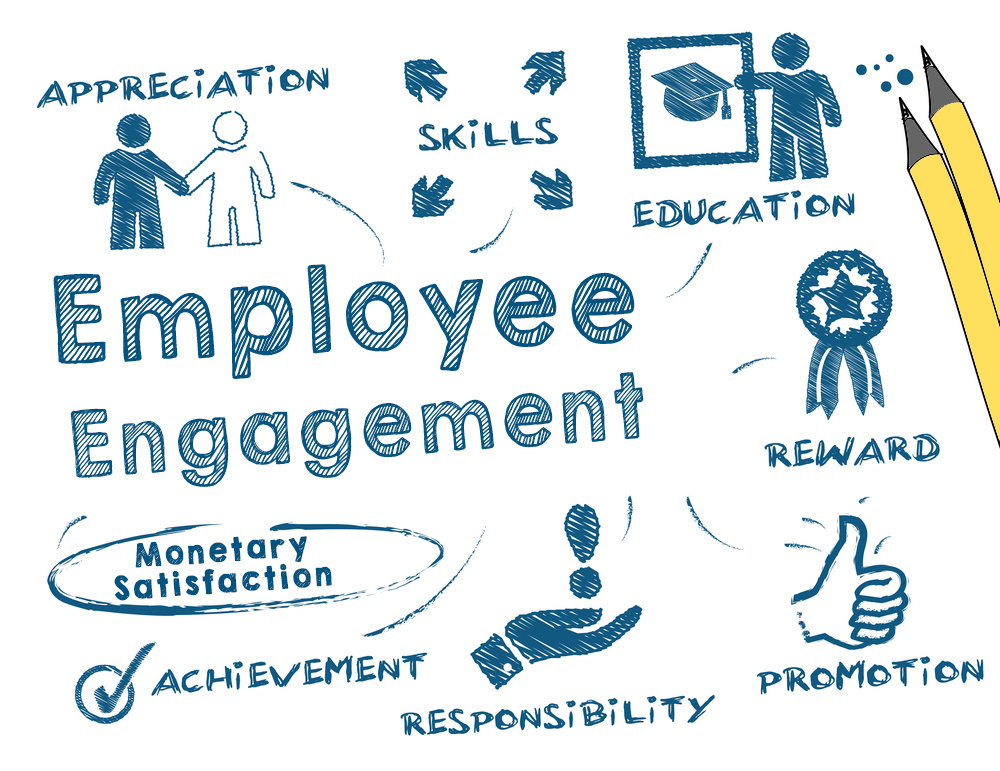 APPRECiATiON
SKiLLS
EDUCATiON
Employee
Engagement
REWARD
Monetary
Satisfaction
ACHiEVEMENT
RESPONSiBiLiTY
PROMOTiON